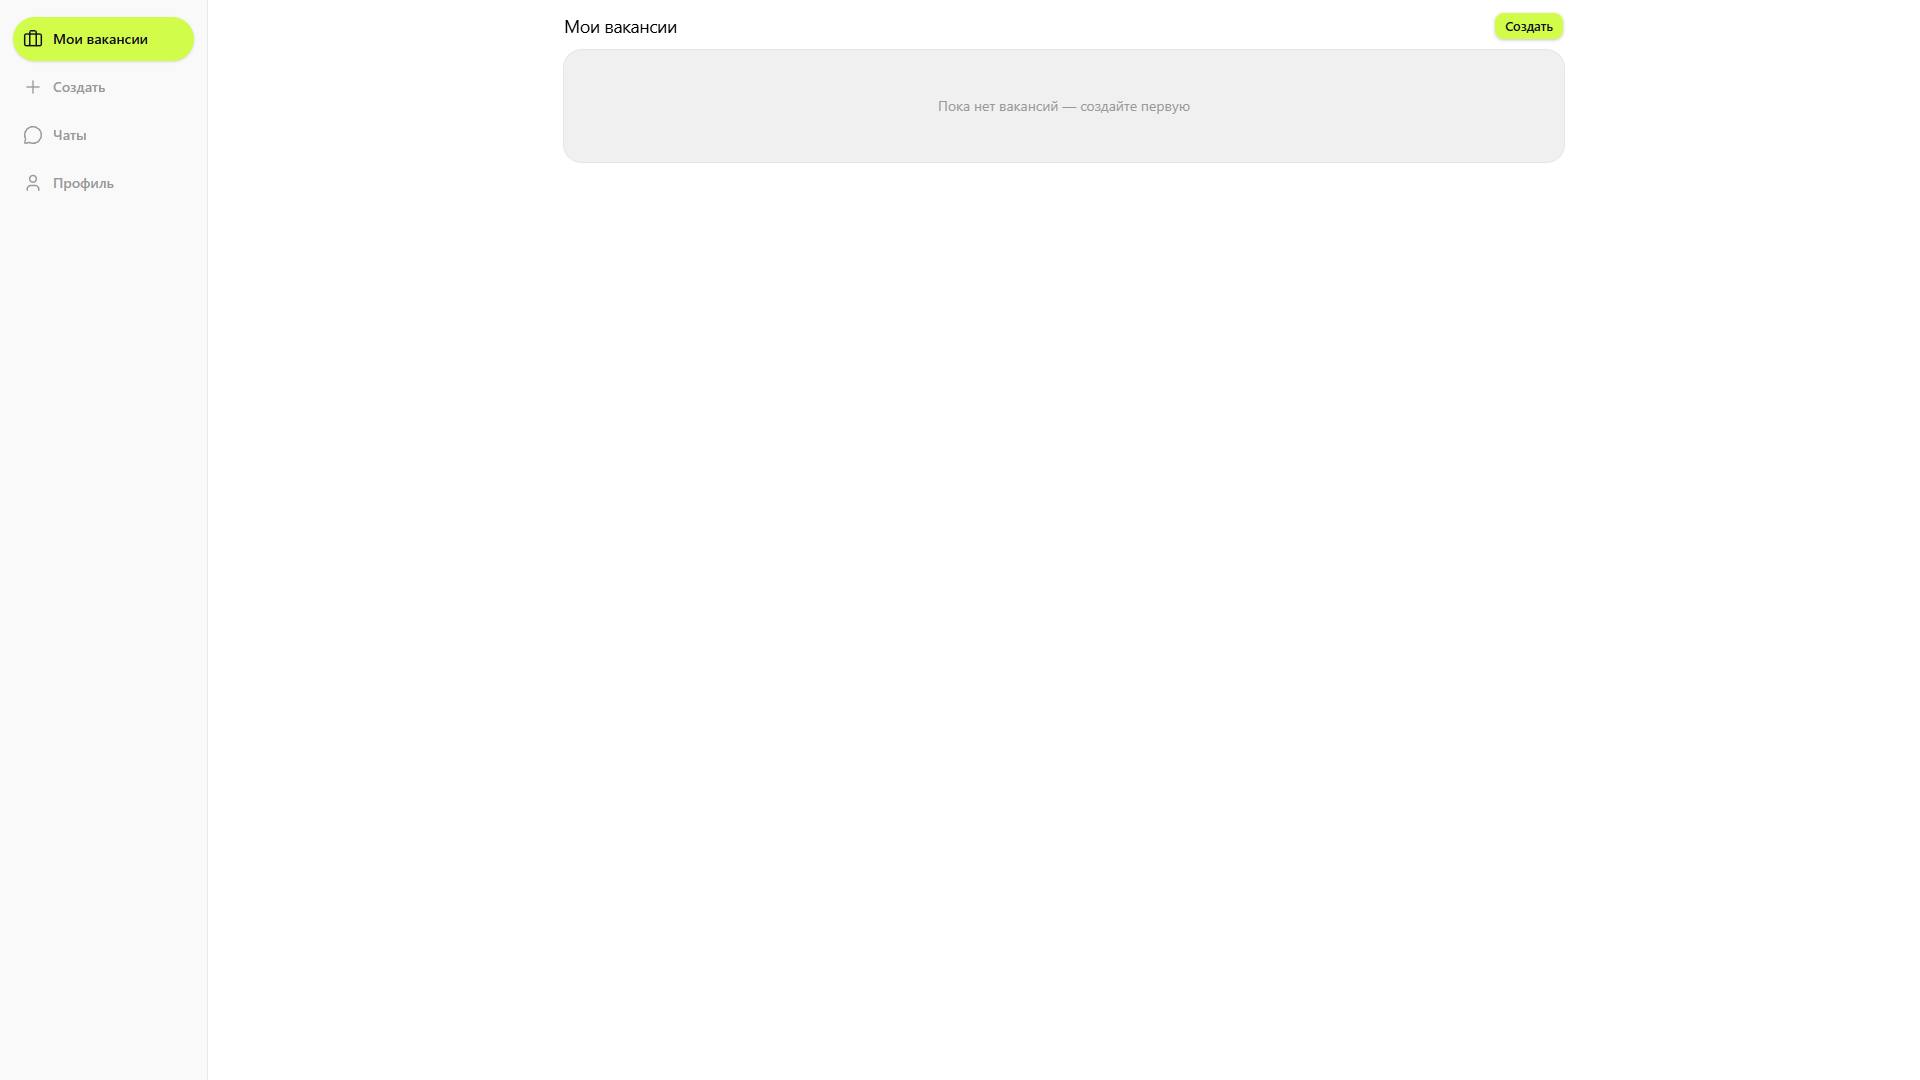 Мои вакансии
Создать
Чаты
Профиль
Мои вакансии
Создать
Пока нет вакансий — создайте первую